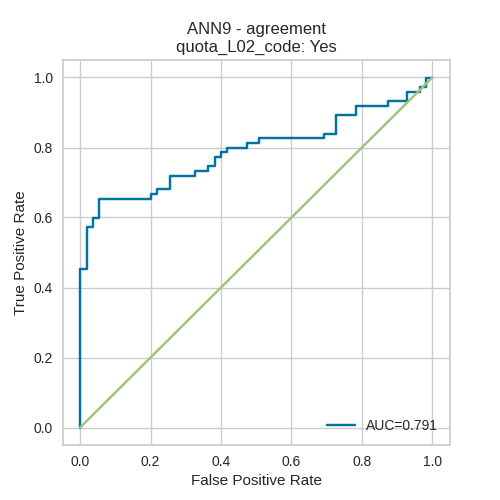 ANN9 - agreement
quota_L02_code: Yes
1.0
0.8
0.6
0.4
0.2
0.0
True Positive Rate
AUC=0.791
0.0 0.2 0.4 0.6 0.8 1.0
False Positive Rate